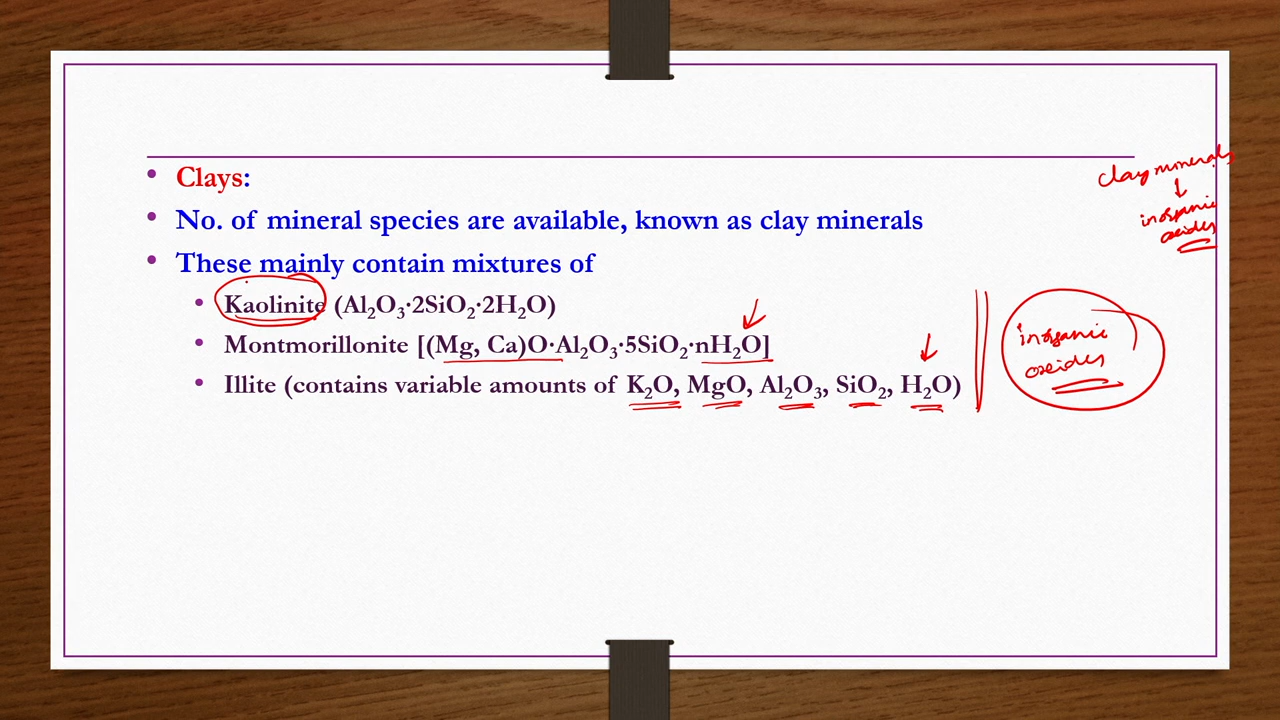 Clays:
No. of mineral species are available, known as clay minerals
These mainly contain mixtures of
Kaolinite (Al₂O₃·2SiO₂·2H₂O)
Montmorillonite [(Mg, Ca)O·Al₂O₃·5SiO₂·nH₂O]
Illite (contains variable amounts of K₂O, MgO, Al₂O₃, SiO₂, H₂O)
clay minerals
↓
inorganic
oxides
inorganic
oxides